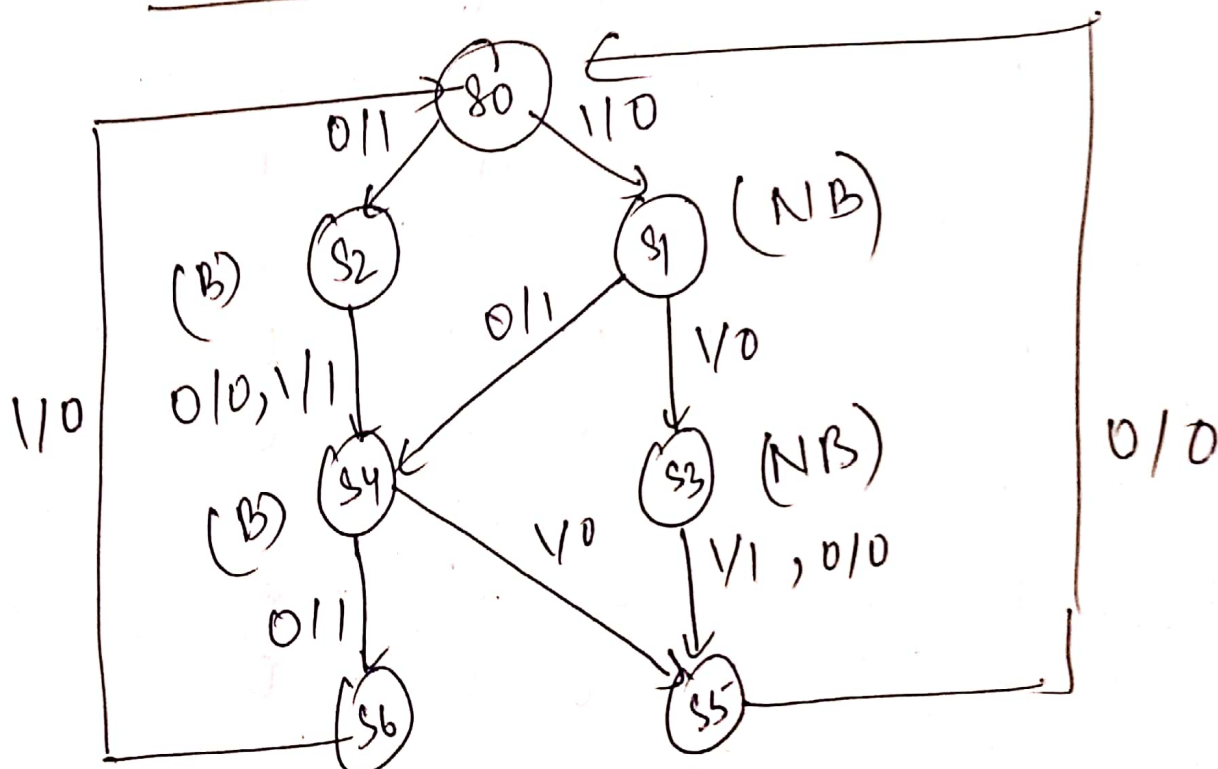 S0
0/1 1/0
(NB)
S1
S2
(B)
0/1
1/0
0/0, 1/1
1/0
0/0
(NB)
S3
S4
(B)
1/0
1/1, 0/0
0/1
S5
S6